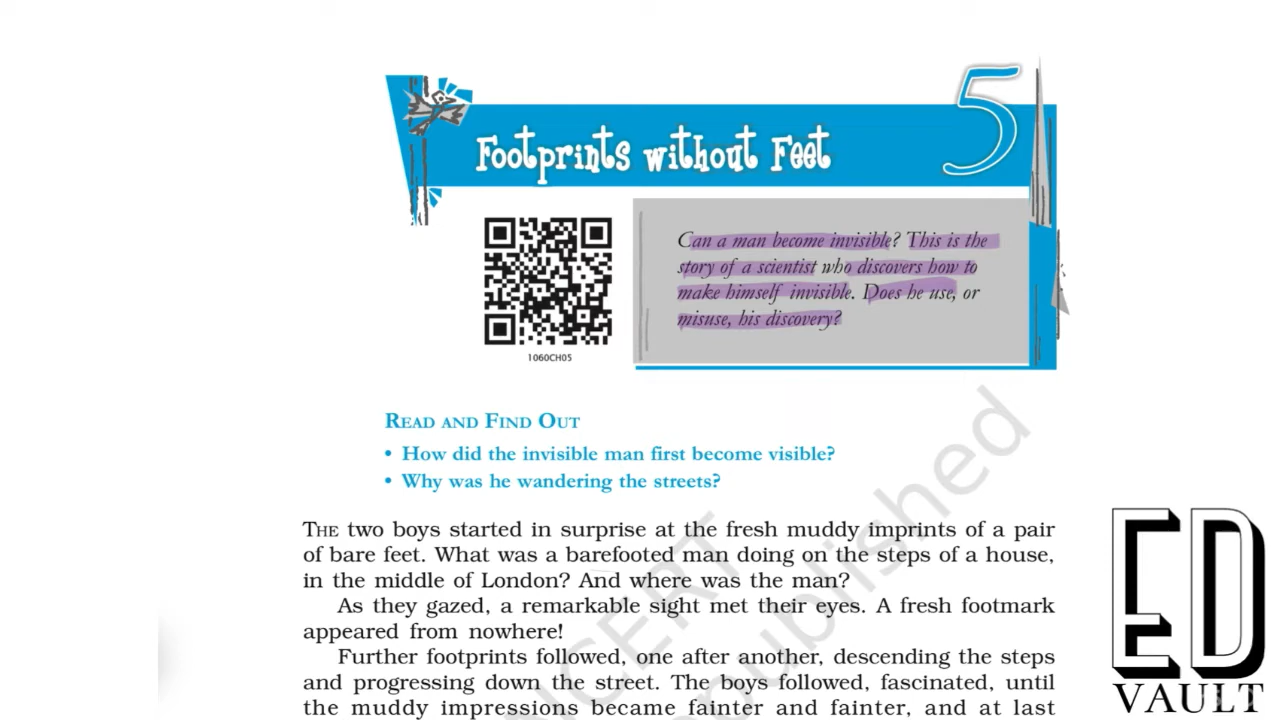 5
Footprints without Feet
Can a man become invisible? This is the
story of a scientist who discovers how to
make himself invisible. Does he use, or
misuse, his discovery?
1060CH05
READ AND FIND OUT
• How did the invisible man first become visible?
• Why was he wandering the streets?
THE two boys started in surprise at the fresh muddy imprints of a pair
of bare feet. What was a barefooted man doing on the steps of a house,
in the middle of London? And where was the man?
As they gazed, a remarkable sight met their eyes. A fresh footmark
appeared from nowhere!
Further footprints followed, one after another, descending the steps
and progressing down the street. The boys followed, fascinated, until
the muddy impressions became fainter and fainter, and at last
NCERT
published
ED
VAULT